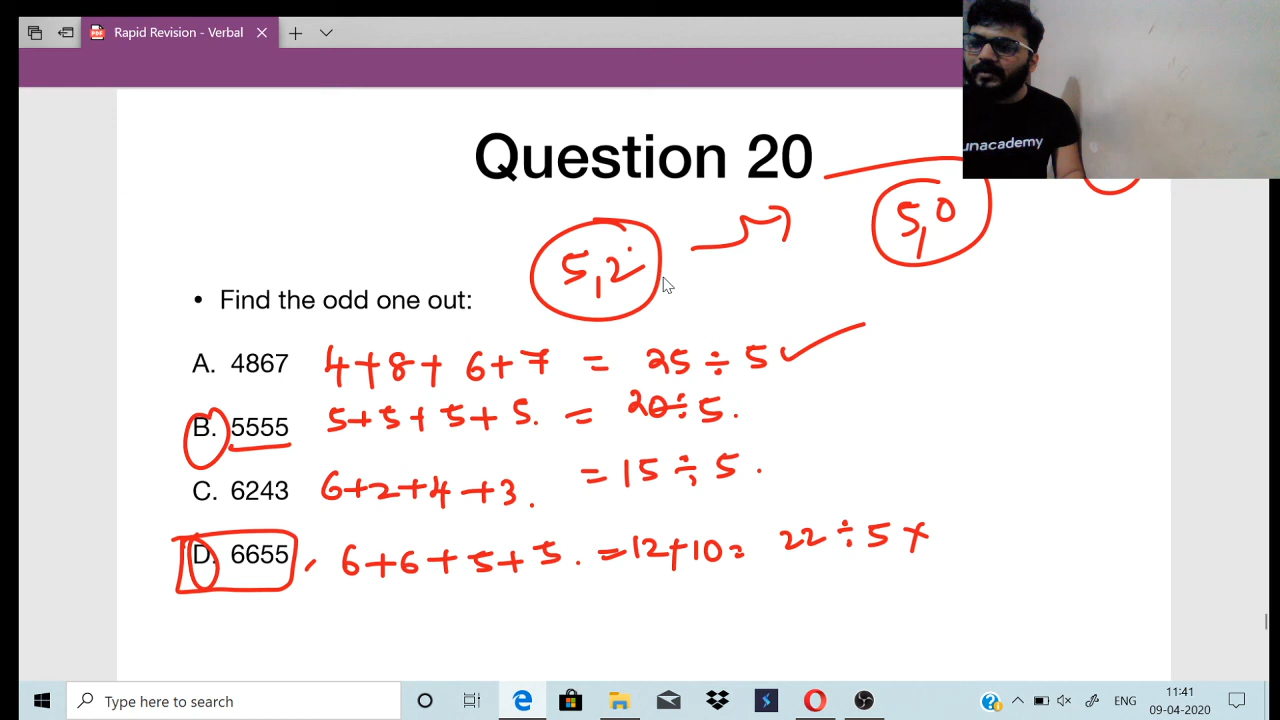 Rapid Revision - Verbal
unacademy
Question 20
5,0
5,2
• Find the odd one out:
A. 4867 4+8+6+7 = 25÷5 ✓
B. 5555 5+5+5+5. = 20÷5.
C. 6243 6+2+4+3. = 15÷5.
D. 6655 6+6+5+5. =12+10= 22÷5 ×
Type here to search
ENG
11:41
09-04-2020